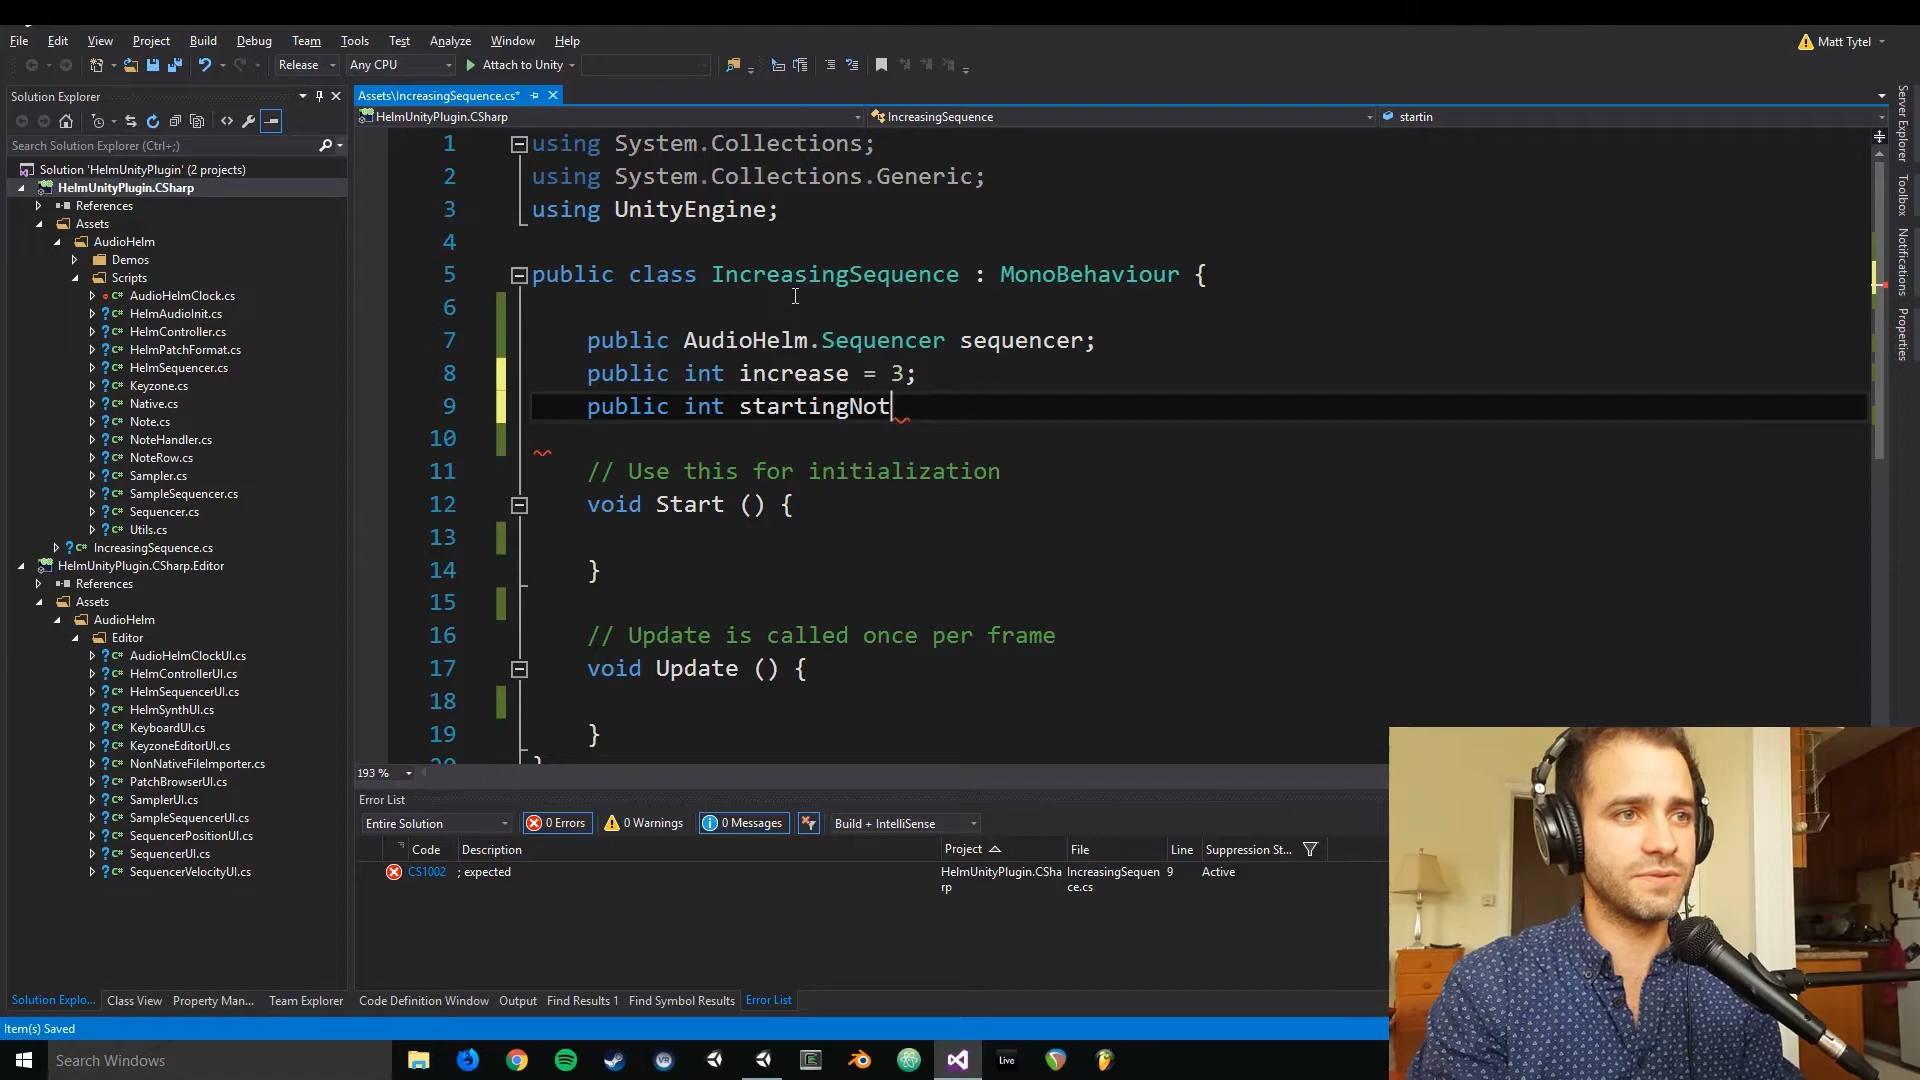 File Edit View Project Build Debug Team Tools Test Analyze Window Help
Matt Tytel
Release Any CPU Attach to Unity
Solution Explorer
Search Solution Explorer (Ctrl+;)
Solution 'HelmUnityPlugin' (2 projects)
HelmUnityPlugin.CSharp
References
Assets
AudioHelm
Demos
Scripts
C# AudioHelmClock.cs
C# HelmAudioInit.cs
C# HelmController.cs
C# HelmPatchFormat.cs
C# HelmSequencer.cs
C# Keyzone.cs
C# Native.cs
C# Note.cs
C# NoteHandler.cs
C# NoteRow.cs
C# Sampler.cs
C# SampleSequencer.cs
C# Sequencer.cs
C# Utils.cs
C# IncreasingSequence.cs
HelmUnityPlugin.CSharp.Editor
References
Assets
AudioHelm
Editor
C# AudioHelmClockUI.cs
C# HelmControllerUI.cs
C# HelmSequencerUI.cs
C# HelmSynthUI.cs
C# KeyboardUI.cs
C# KeyzoneEditorUI.cs
C# NonNativeFileImporter.cs
C# PatchBrowserUI.cs
C# SamplerUI.cs
C# SampleSequencerUI.cs
C# SequencerPositionUI.cs
C# SequencerUI.cs
C# SequencerVelocityUI.cs
Solution Explo... Class View Property Man... Team Explorer
Assets\IncreasingSequence.cs*
HelmUnityPlugin.CSharp IncreasingSequence startin
1 using System.Collections;
2 using System.Collections.Generic;
3 using UnityEngine;
4
5 public class IncreasingSequence : MonoBehaviour {
6
7 public AudioHelm.Sequencer sequencer;
8 public int increase = 3;
9 public int startingNot
10
11 // Use this for initialization
12 void Start () {
13
14 }
15
16 // Update is called once per frame
17 void Update () {
18
19 }
193 %
Error List
Entire Solution 0 Errors 0 Warnings 0 Messages Build + IntelliSense
Code Description Project File Line Suppression St...
CS1002 ; expected HelmUnityPlugin.CSha IncreasingSequen 9 Active
rp ce.cs
Code Definition Window Output Find Results 1 Find Symbol Results Error List
Server Explorer
Toolbox
Notifications
Properties
Item(s) Saved
Search Windows
VR
Live